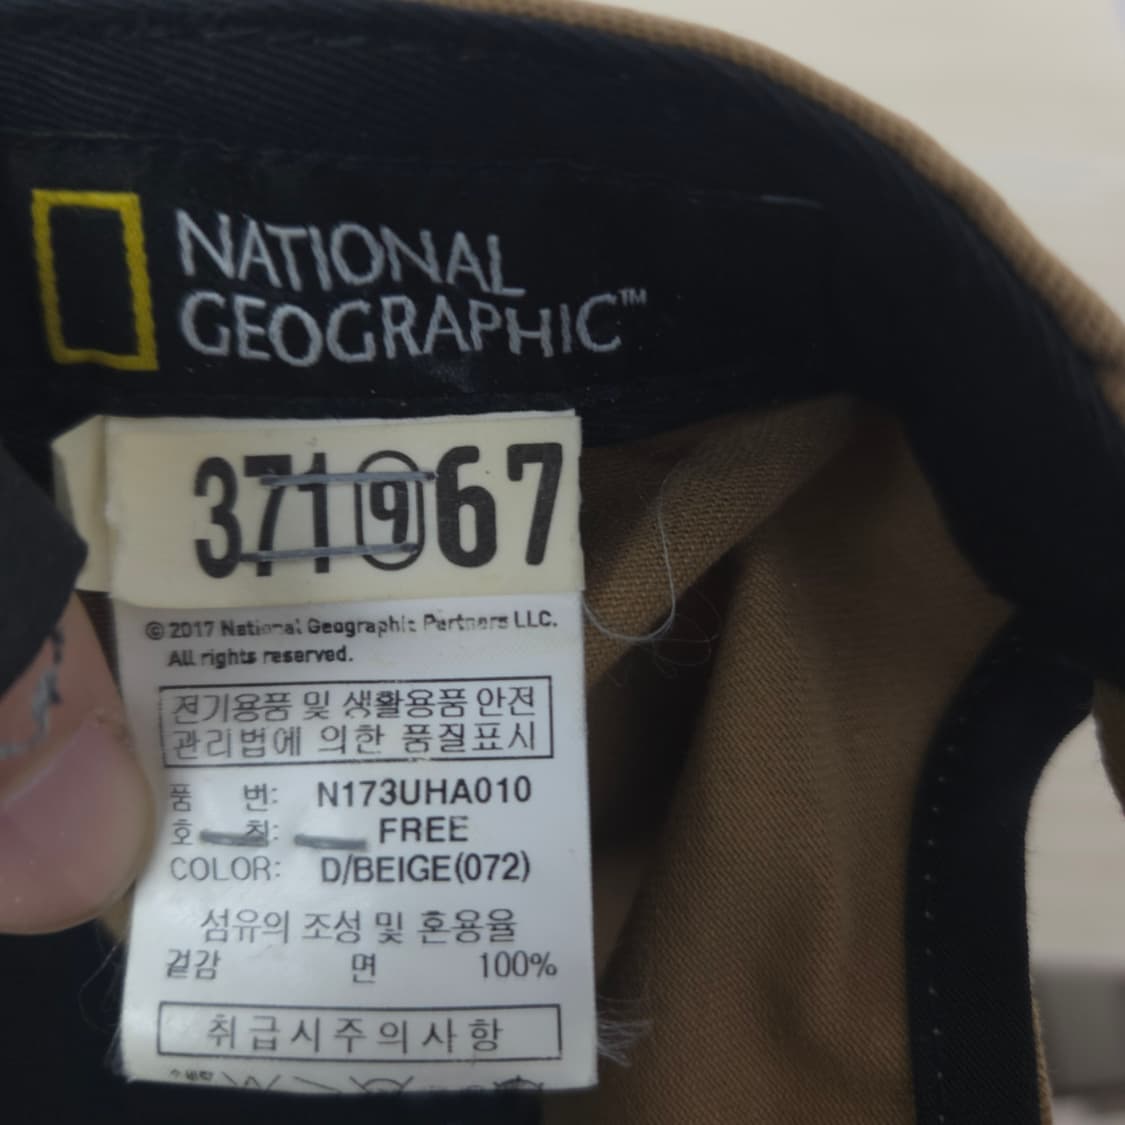 NATIONAL
GEOGRAPHIC™
371⑨67
© 2017 National Geographic Partners LLC.
All rights reserved.
전기용품 및 생활용품안전
관리법에 의한 품질표시
품 번: N173UHA010
호 칭: FREE
COLOR: D/BEIGE(072)
섬유의 조성 및 혼용율
겉감 면 100%
취급시주의사항